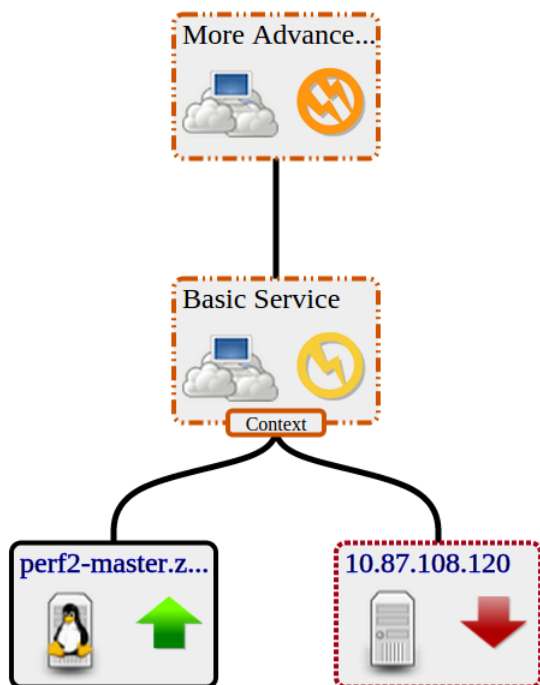 More Advance...
Basic Service
Context
perf2-master.z...
10.87.108.120